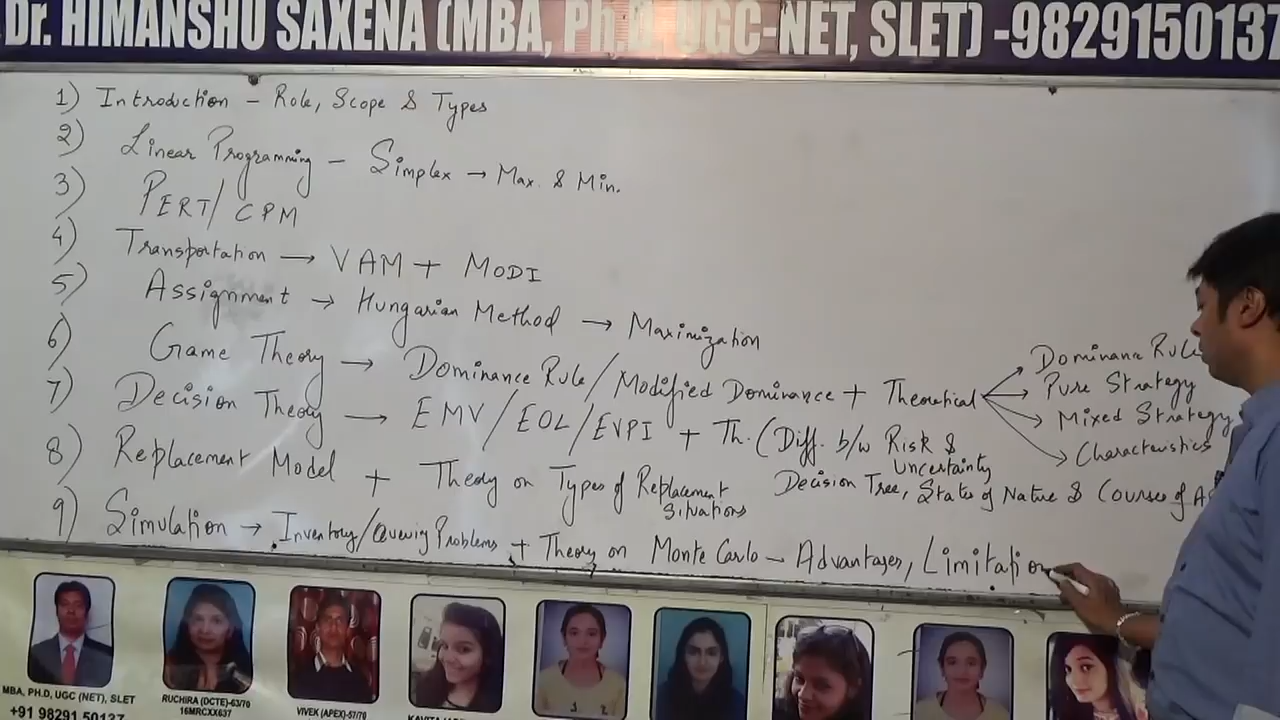 Dr. HIMANSHU SAXENA (MBA, Ph.D, UGC-NET, SLET) -9829150137
1) Introduction - Role, Scope & Types
2) Linear Programming - Simplex → Max. & Min.
3) PERT/CPM
4) Transportation → VAM + MODI
5) Assignment → Hungarian Method → Maximization
6) Game Theory → Dominance Rule/Modified Dominance + Theoretical
Dominance Rule
Pure Strategy
Mixed Strategy
Characteristics
7) Decision Theory → EMV/EOL/EVPI + Th. (Diff. b/w Risk &
Uncertainty
Decision Tree, States of Nature & Courses of A
8) Replacement Model + Theory on Types of Replacement
Situations
9) Simulation → Inventory/Queuing Problems + Theory on Monte Carlo - Advantages, Limitation
MBA, PH.D, UGC (NET), SLET
+91 98291 50137
RUCHIRA (DCTE)-63/70
16MRCXX637
VIVEK (APEX)-57/70